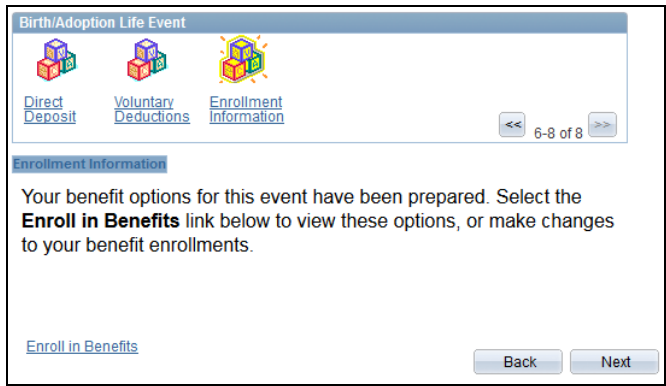 Birth/Adoption Life Event
Direct Deposit
Voluntary Deductions
Enrollment Information
<< 6-8 of 8 >>
Enrollment Information
Your benefit options for this event have been prepared. Select the
Enroll in Benefits link below to view these options, or make changes
to your benefit enrollments.
Enroll in Benefits
Back Next